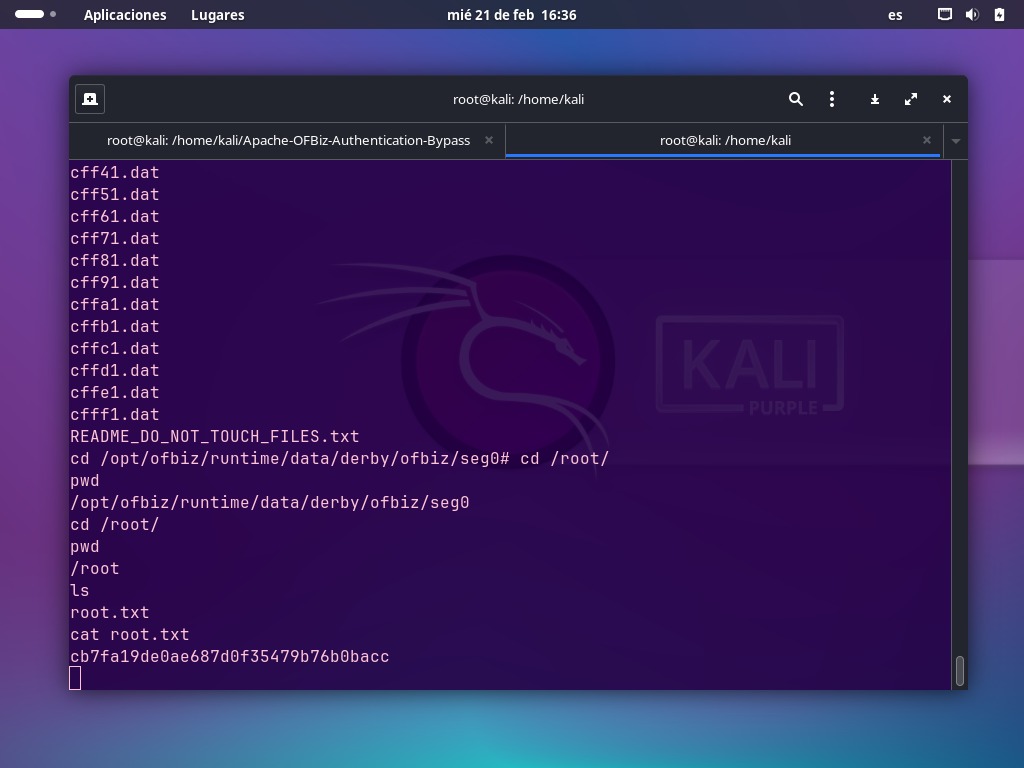 Aplicaciones Lugares mié 21 de feb 16:36 es
root@kali: /home/kali
root@kali: /home/kali/Apache-OFBiz-Authentication-Bypass × root@kali: /home/kali ×
cff41.dat
cff51.dat
cff61.dat
cff71.dat
cff81.dat
cff91.dat
cffa1.dat
cffb1.dat
cffc1.dat
cffd1.dat
cffe1.dat
cfff1.dat
KALI
PURPLE
README_DO_NOT_TOUCH_FILES.txt
cd /opt/ofbiz/runtime/data/derby/ofbiz/seg0# cd /root/
pwd
/opt/ofbiz/runtime/data/derby/ofbiz/seg0
cd /root/
pwd
/root
ls
root.txt
cat root.txt
cb7fa19de0ae687d0f35479b76b0bacc